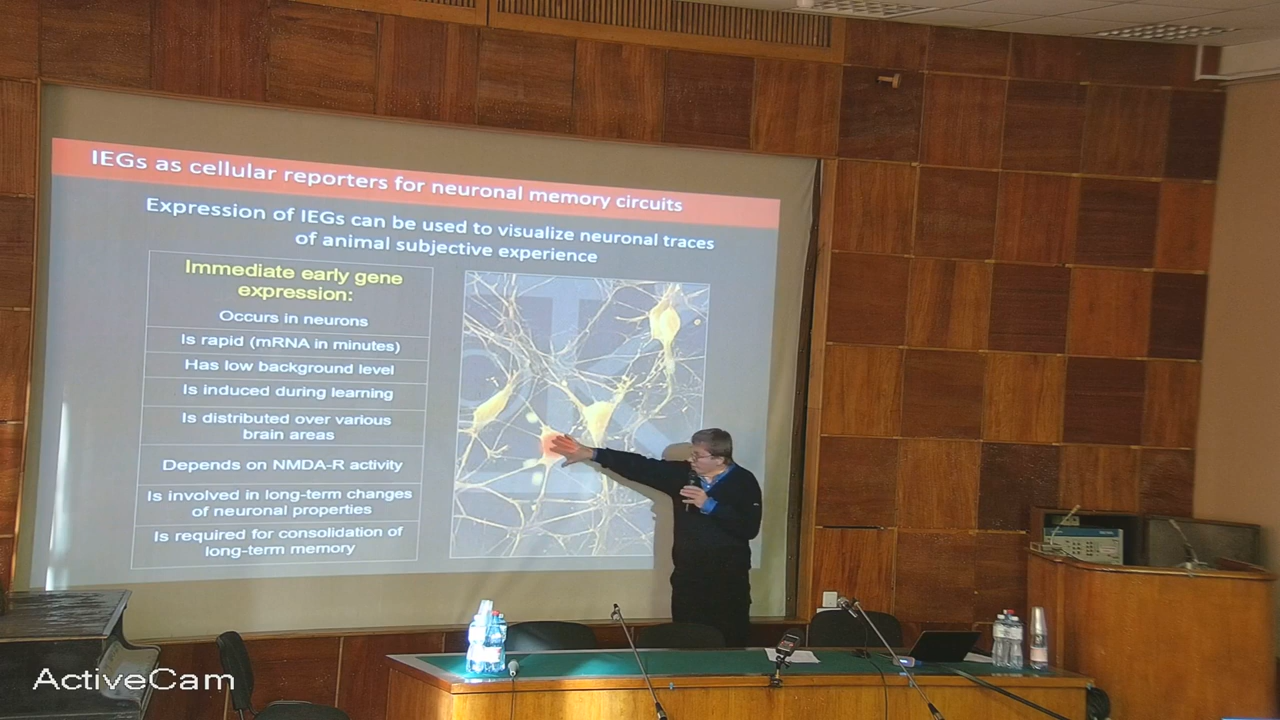 IEGs as cellular reporters for neuronal memory circuits
Expression of IEGs can be used to visualize neuronal traces
of animal subjective experience
Immediate early gene
expression:
Occurs in neurons
Is rapid (mRNA in minutes)
Has low background level
Is induced during learning
Is distributed over various
brain areas
Depends on NMDA-R activity
Is involved in long-term changes
of neuronal properties
Is required for consolidation of
long-term memory
ActiveCam